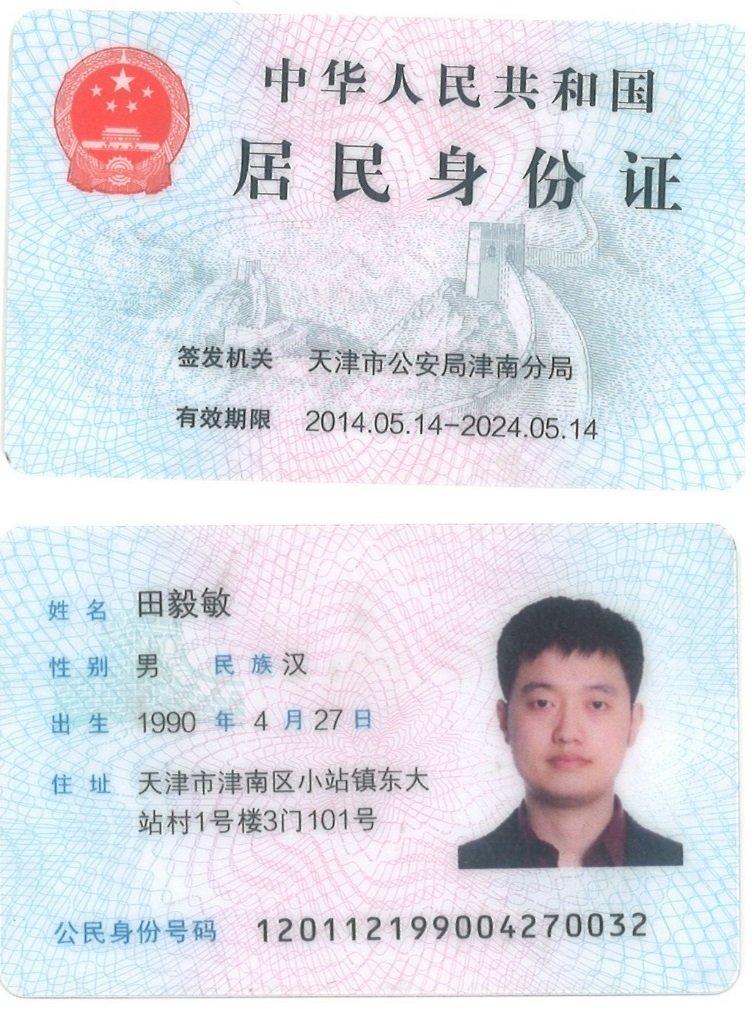 中华人民共和国
居民身份证
签发机关 天津市公安局津南分局
有效期限 2014.05.14-2024.05.14
姓名 田毅敏
性别 男 民族 汉
出生 1990 年 4 月 27 日
住址 天津市津南区小站镇东大
站村1号楼3门101号
公民身份号码 120112199004270032